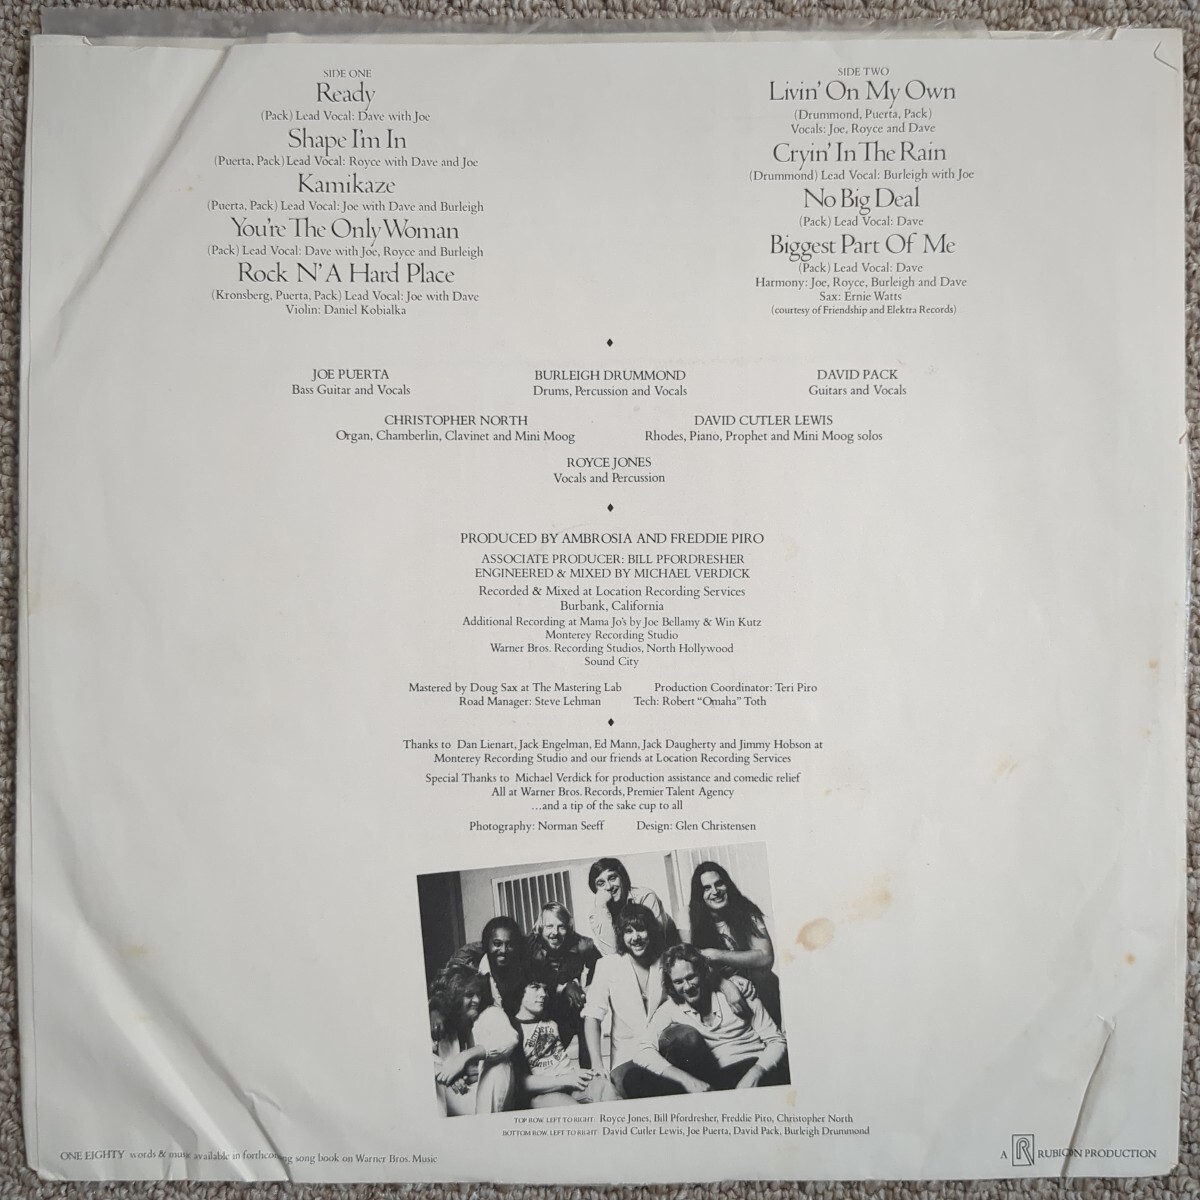 SIDE ONE
Ready
(Pack) Lead Vocal: Dave with Joe
Shape I'm In
(Puerta, Pack) Lead Vocal: Royce with Dave and Joe
Kamikaze
(Puerta, Pack) Lead Vocal: Joe with Dave and Burleigh
You're The Only Woman
(Pack) Lead Vocal: Dave with Joe, Royce and Burleigh
Rock N' A Hard Place
(Kronsberg, Puerta, Pack) Lead Vocal: Joe with Dave
Violin: Daniel Kobialka
SIDE TWO
Livin' On My Own
(Drummond, Puerta, Pack)
Vocals: Joe, Royce and Dave
Cryin' In The Rain
(Drummond) Lead Vocal: Burleigh with Joe
No Big Deal
(Pack) Lead Vocal: Dave
Biggest Part Of Me
(Pack) Lead Vocal: Dave
Harmony: Joe, Royce, Burleigh and Dave
Sax: Ernie Watts
(courtesy of Friendship and Elektra Records)
JOE PUERTA
Bass Guitar and Vocals
BURLEIGH DRUMMOND
Drums, Percussion and Vocals
DAVID PACK
Guitars and Vocals
CHRISTOPHER NORTH
Organ, Chamberlin, Clavinet and Mini Moog
DAVID CUTLER LEWIS
Rhodes, Piano, Prophet and Mini Moog solos
ROYCE JONES
Vocals and Percussion
PRODUCED BY AMBROSIA AND FREDDIE PIRO
ASSOCIATE PRODUCER: BILL PFORDRESHER
ENGINEERED & MIXED BY MICHAEL VERDICK
Recorded & Mixed at Location Recording Services
Burbank, California
Additional Recording at Mama Jo's by Joe Bellamy & Win Kutz
Monterey Recording Studio
Warner Bros. Recording Studios, North Hollywood
Sound City
Mastered by Doug Sax at The Mastering Lab Production Coordinator: Teri Piro
Road Manager: Steve Lehman Tech: Robert "Omaha" Toth
Thanks to Dan Lienart, Jack Engelman, Ed Mann, Jack Daugherty and Jimmy Hobson at
Monterey Recording Studio and our friends at Location Recording Services
Special Thanks to Michael Verdick for production assistance and comedic relief
All at Warner Bros. Records, Premier Talent Agency
...and a tip of the sake cup to all
Photography: Norman Seeff Design: Glen Christensen
TOP ROW, LEFT TO RIGHT Royce Jones, Bill Pfordresher, Freddie Piro, Christopher North
BOTTOM ROW, LEFT TO RIGHT David Cutler Lewis, Joe Puerta, David Pack, Burleigh Drummond
ONE EIGHTY words & music available in forthcoming song book on Warner Bros. Music
A R RUBICON PRODUCTION